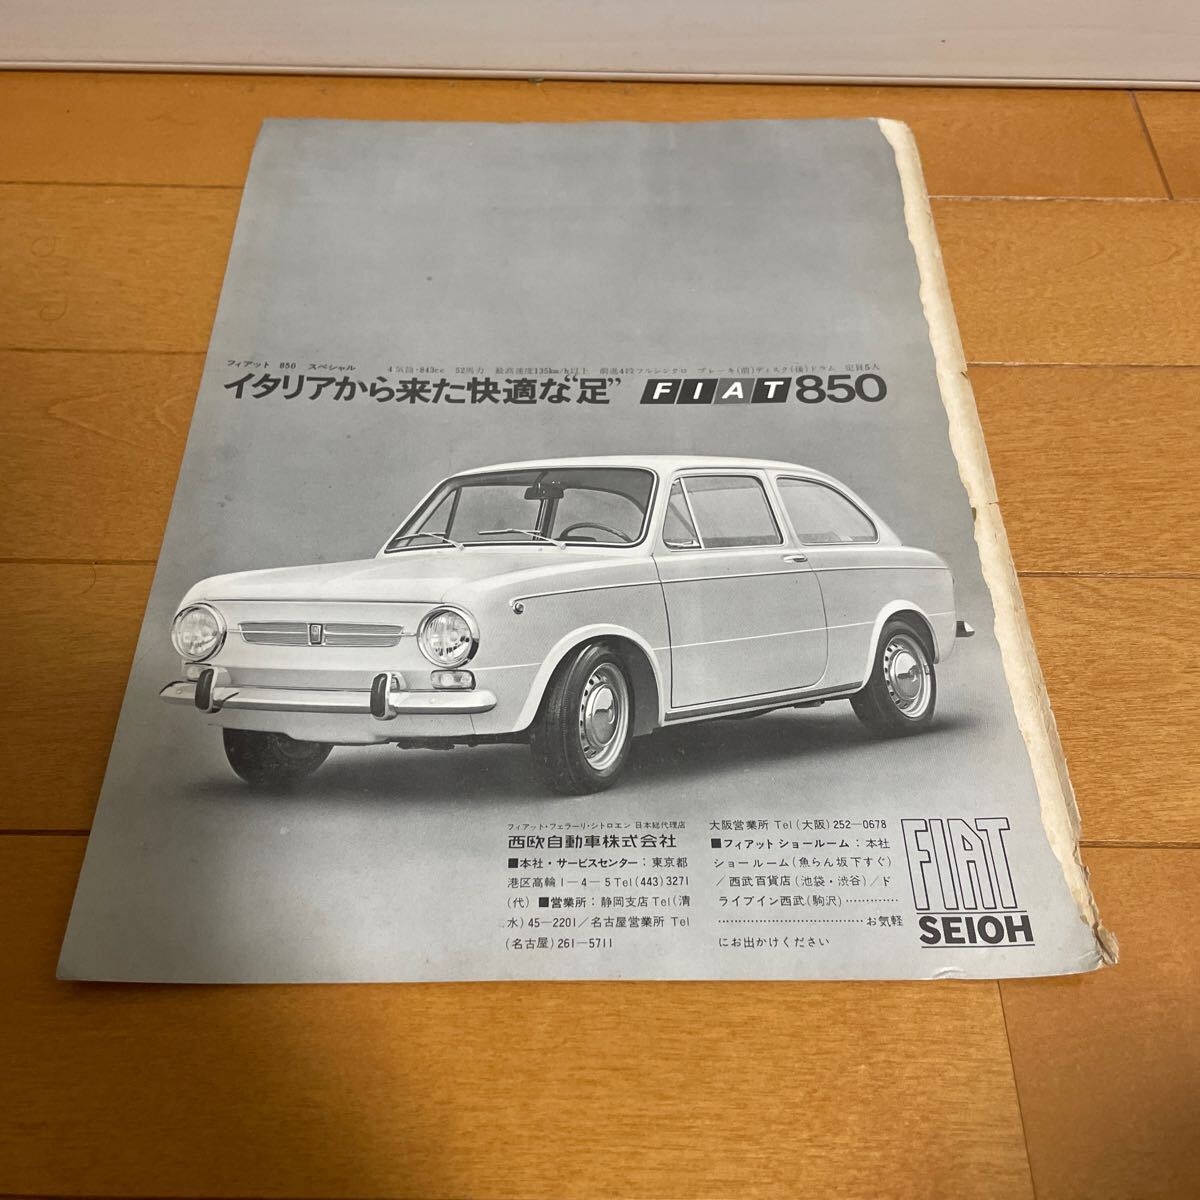 フィアット 850 スペシャル 4気筒・843cc 52馬力 最高速度135km/h以上 前進4段フルシンクロ ブレーキ(前)ディスク(後)ドラム 定員5人
イタリアから来た快適な“足” FIAT 850
フィアット・フェラーリ・シトロエン 日本総代理店
西欧自動車株式会社
■本社・サービスセンター：東京都
港区高輪1−4−5 Tel (443) 3271
(代) ■営業所：静岡支店 Tel (清
水) 45−2201／名古屋営業所 Tel
(名古屋) 261−5711
大阪営業所 Tel (大阪) 252−0678
■フィアットショールーム：本社
ショールーム(魚らん坂下すぐ)
／西武百貨店(池袋・渋谷)／ド
ライブイン西武(駒沢)…………
……………………………お気軽
にお出かけください
FIAT
SEIOH